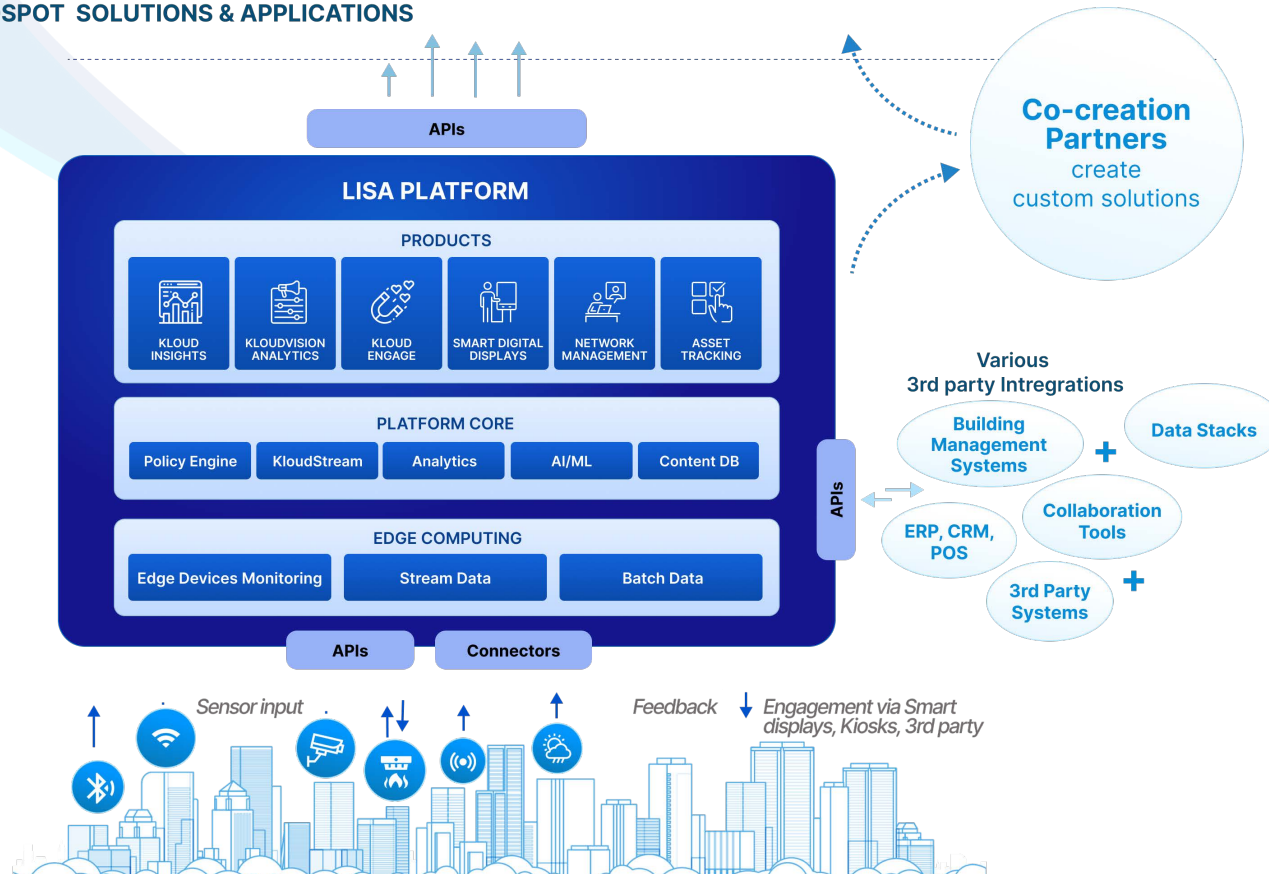 SPOT SOLUTIONS & APPLICATIONS
APIs
LISA PLATFORM
PRODUCTS
KLOUD
INSIGHTS
KLOUDVISION
ANALYTICS
KLOUD
ENGAGE
SMART DIGITAL
DISPLAYS
NETWORK
MANAGEMENT
ASSET
TRACKING
PLATFORM CORE
Policy Engine
KloudStream
Analytics
AI/ML
Content DB
EDGE COMPUTING
Edge Devices Monitoring
Stream Data
Batch Data
APIs
Connectors
APIs
Co-creation
Partners
create
custom solutions
Various
3rd party Intregrations
Building
Management
Systems
+
Data Stacks
Collaboration
Tools
ERP, CRM,
POS
3rd Party
Systems
+
Sensor input
Feedback
Engagement via Smart
displays, Kiosks, 3rd party